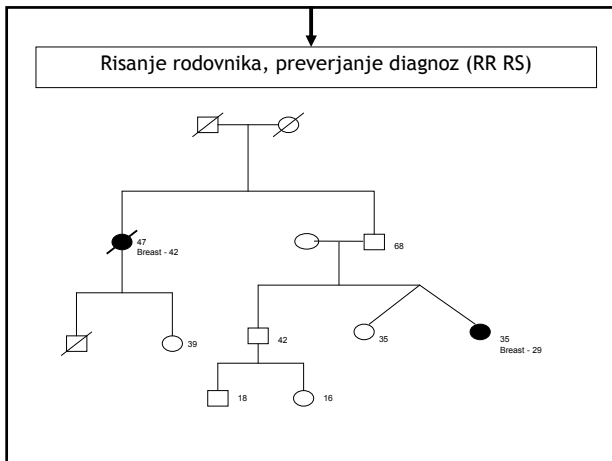 Risanje rodovnika, preverjanje diagnoz (RR RS)
47
Breast - 42
68
39
42
35
35
Breast - 29
18
16